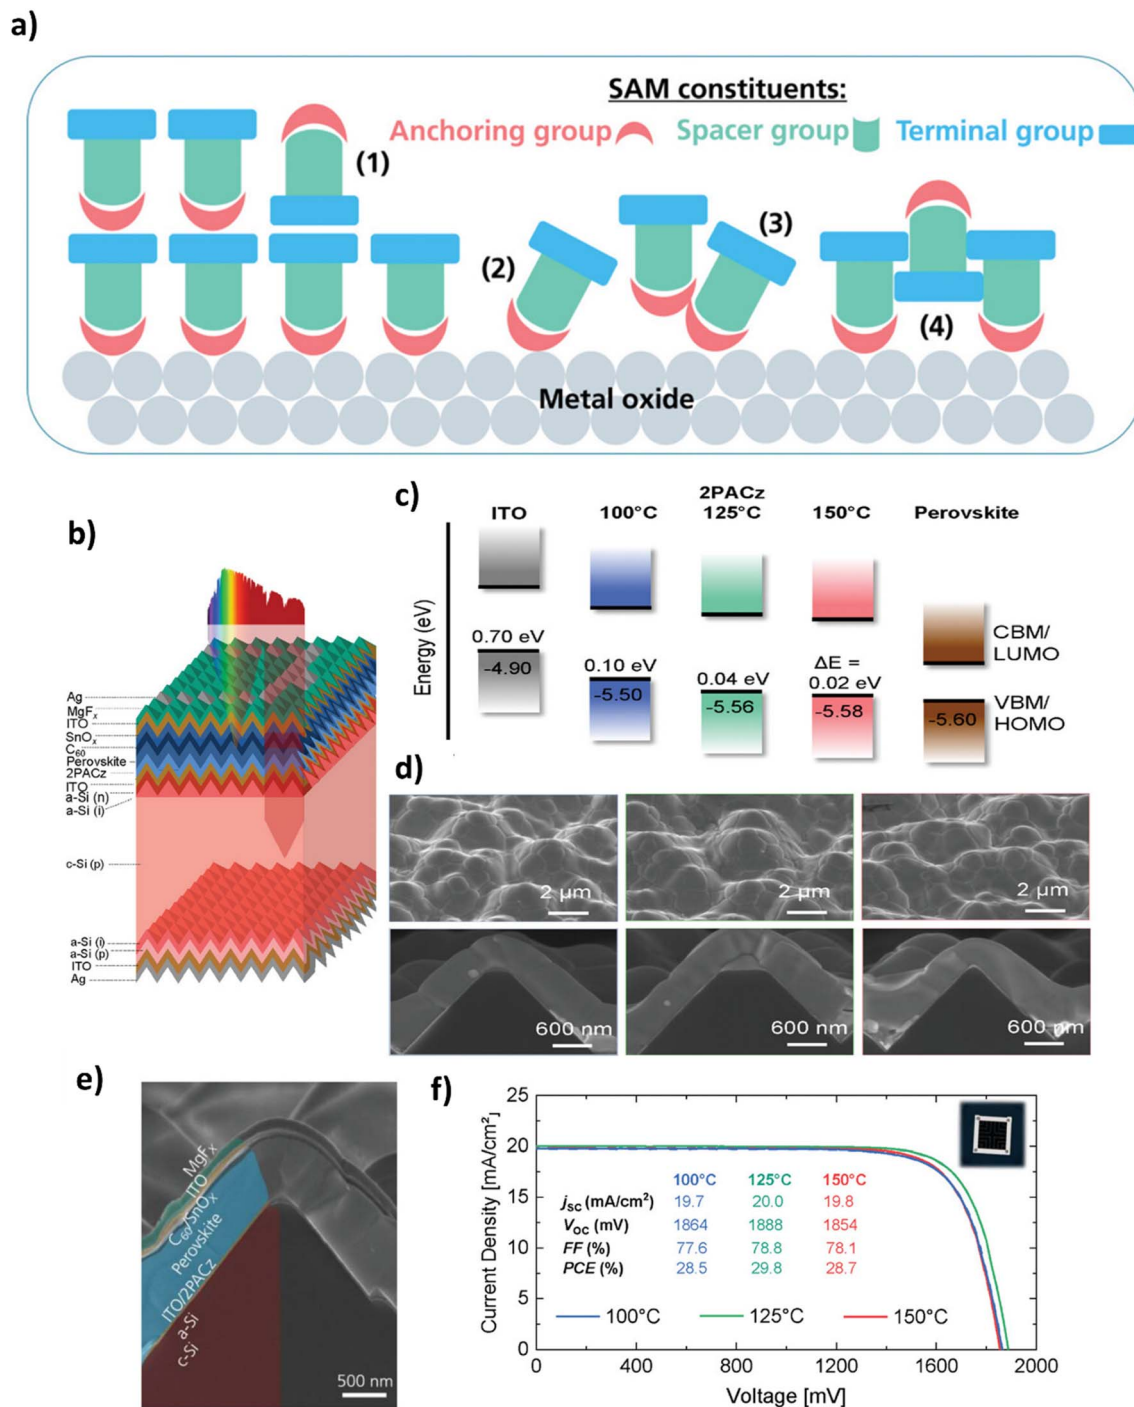 a)
SAM constituents:
Anchoring group Spacer group Terminal group
(1)
(2)
(3)
(4)
Metal oxide
b)
Ag
MgFₓ
ITO
SnOₓ
C₆₀
Perovskite
2PACz
ITO
a-Si (n)
a-Si (i)
c-Si (p)
a-Si (i)
a-Si (p)
ITO
Ag
c)
2PACz
ITO 100°C 125°C 150°C Perovskite
Energy (eV)
0.70 eV
-4.90
0.10 eV
-5.50
0.04 eV
-5.56
ΔE =
0.02 eV
-5.58
-5.60
CBM/
LUMO
VBM/
HOMO
d)
2 µm
2 µm
2 µm
600 nm
600 nm
600 nm
e)
MgFₓ
ITO
C₆₀/SnOₓ
Perovskite
ITO/2PACz
a-Si
c-Si
500 nm
f)
Current Density [mA/cm²]
25
20
15
10
5
0
100°C 125°C 150°C
jSC (mA/cm²) 19.7 20.0 19.8
VOC (mV) 1864 1888 1854
FF (%) 77.6 78.8 78.1
PCE (%) 28.5 29.8 28.7
100°C 125°C 150°C
0 400 800 1200 1600 2000
Voltage [mV]